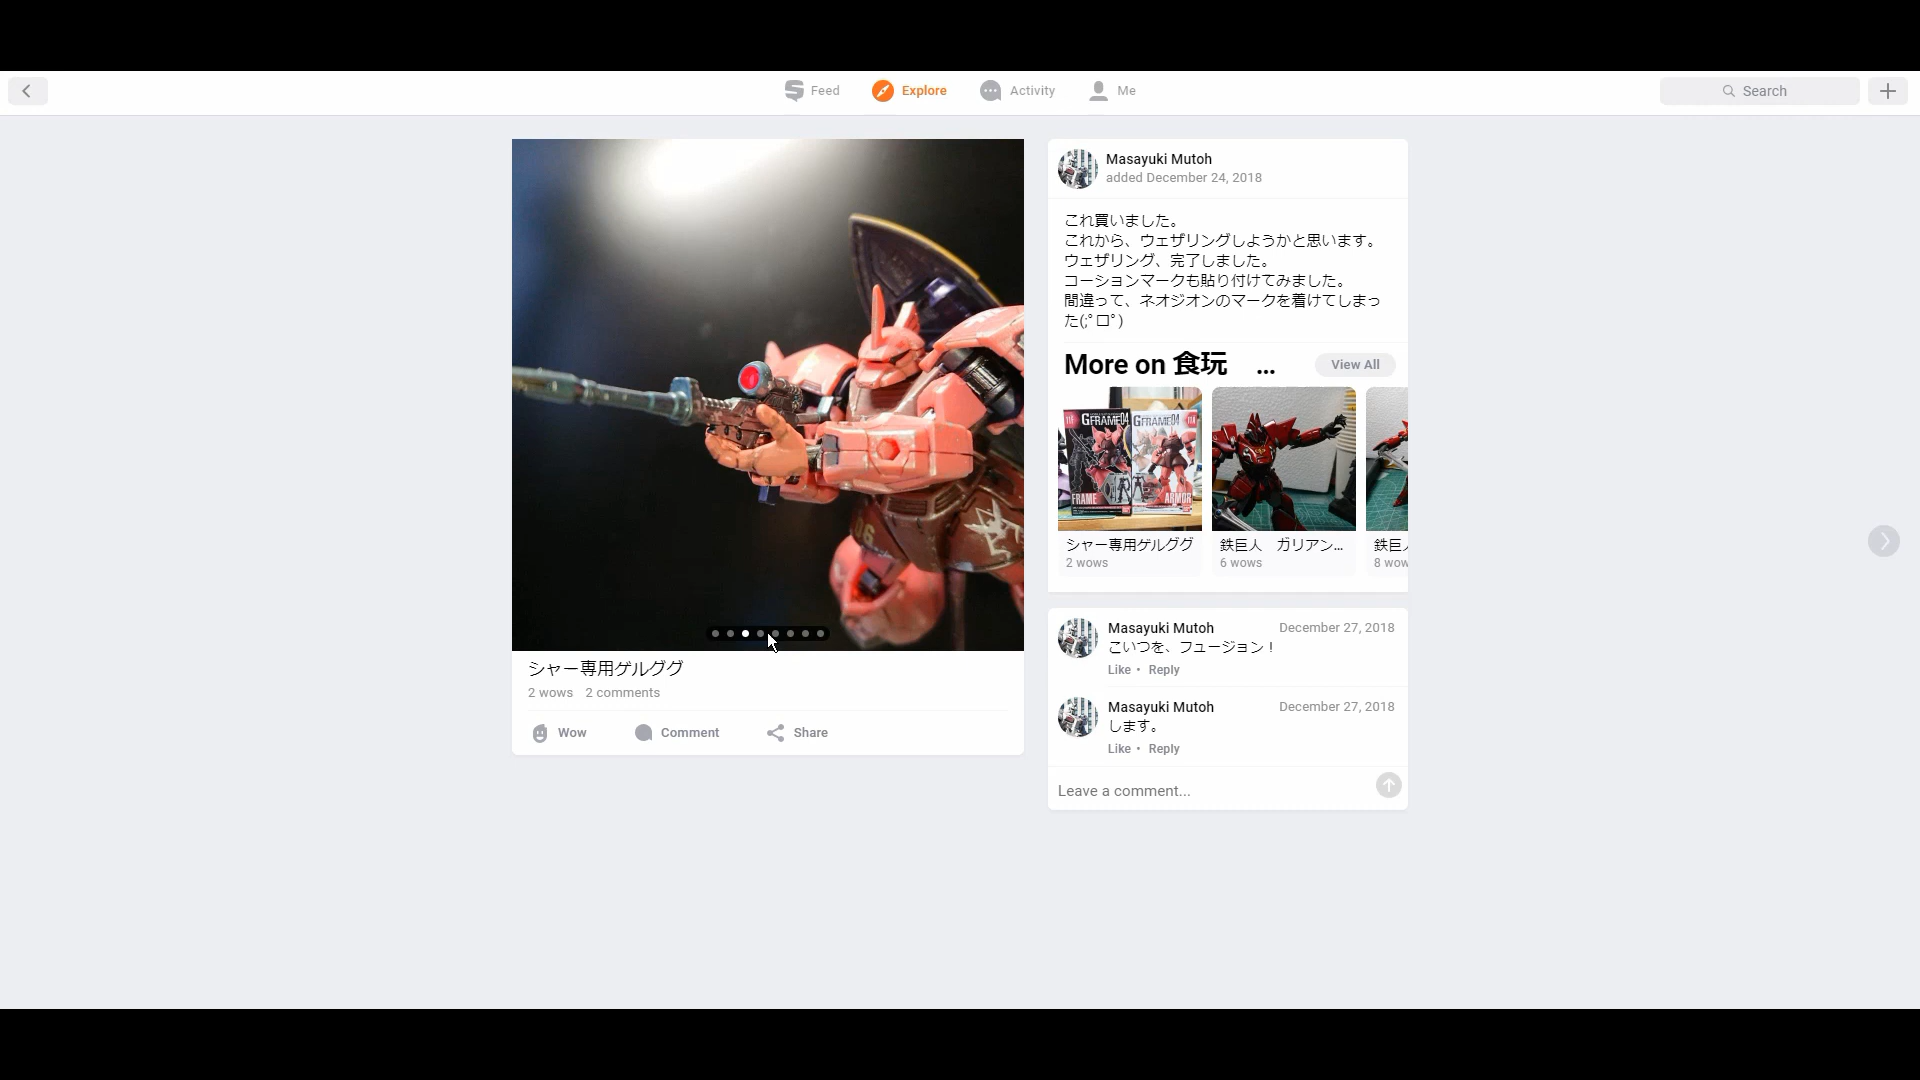 Feed
Explore
Activity
Me
Search
Masayuki Mutoh
added December 24, 2018
これ買いました。
これから、ウェザリングしようかと思います。
ウェザリング、完了しました。
コーションマークも貼り付けてみました。
間違って、ネオジオンのマークを着けてしまっ
た(;ﾟロﾟ)
More on 食玩　...
View All
GFRAME04
GFRAME04
FRAME
ARMOR
シャー専用ゲルググ
2 wows
鉄巨人　ガリアン...
6 wows
鉄巨人
8 wow
06
シャー専用ゲルググ
2 wows 2 comments
Wow
Comment
Share
Masayuki Mutoh
December 27, 2018
こいつを、フュージョン！
Like • Reply
Masayuki Mutoh
December 27, 2018
します。
Like • Reply
Leave a comment...